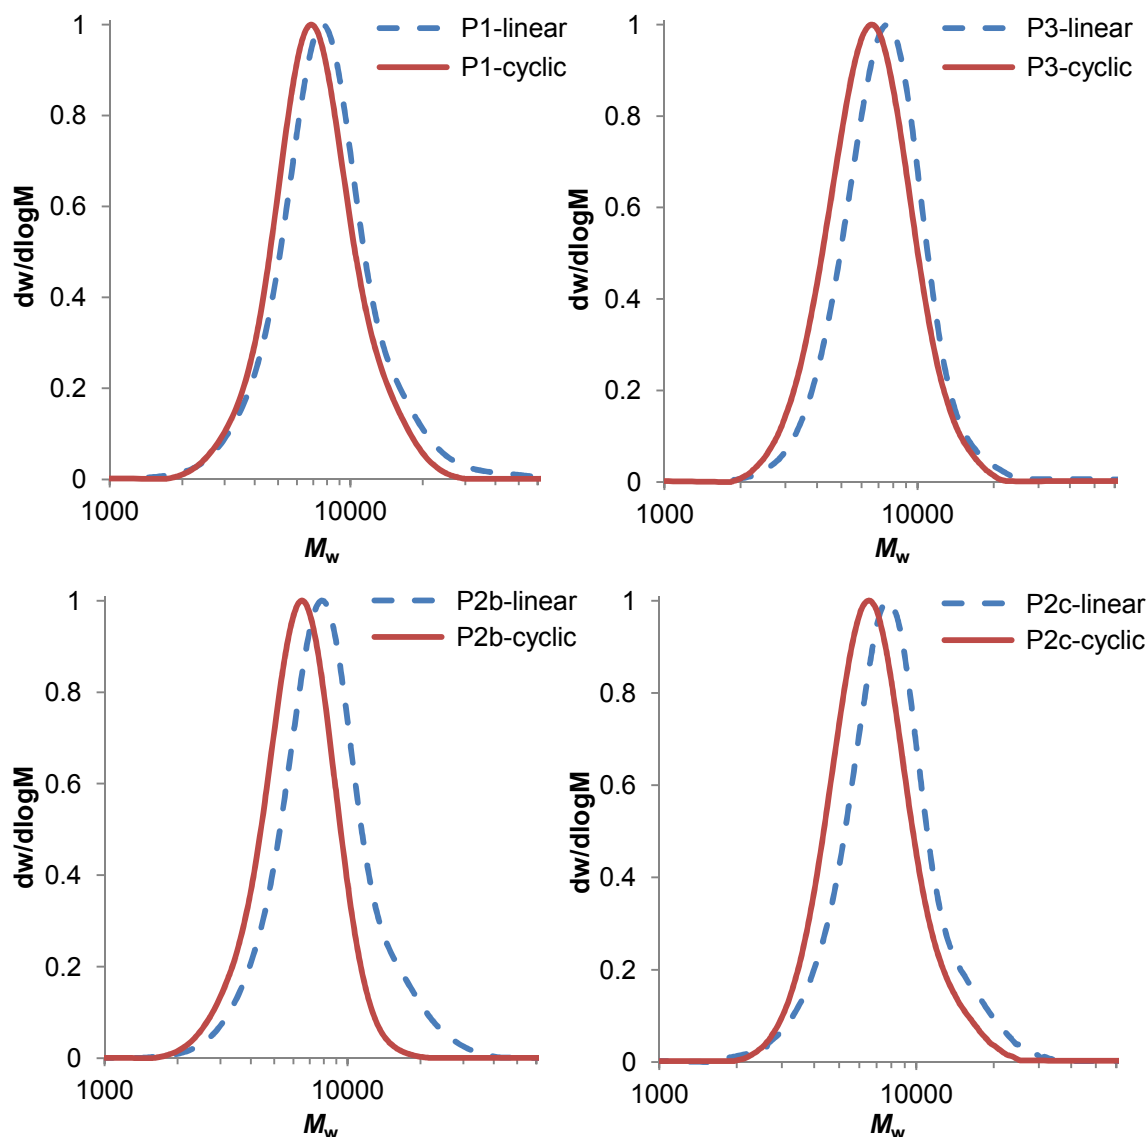 P1-linear
P1-cyclic
1
0.8
0.6
0.4
0.2
0
dw/dlogM
1000
10000
Mw
P3-linear
P3-cyclic
1
0.8
0.6
0.4
0.2
0
dw/dlogM
1000
10000
Mw
P2b-linear
P2b-cyclic
1
0.8
0.6
0.4
0.2
0
dw/dlogM
1000
10000
Mw
P2c-linear
P2c-cyclic
1
0.8
0.6
0.4
0.2
0
dw/dlogM
1000
10000
Mw